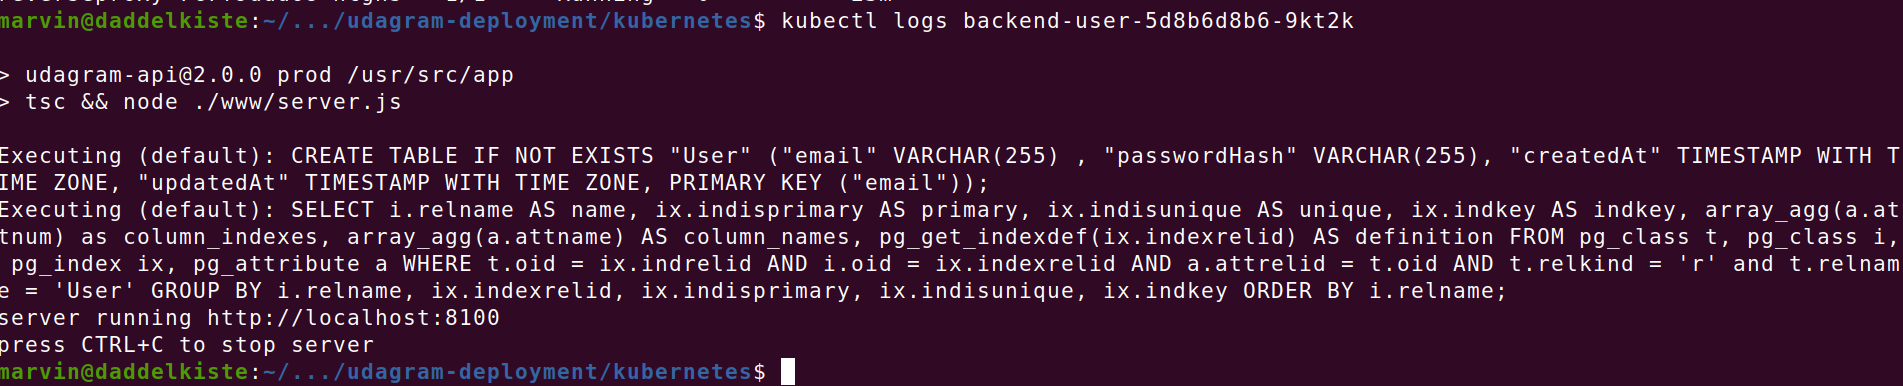 marvin@daddelkiste:~/.../udagram-deployment/kubernetes$ kubectl logs backend-user-5d8b6d8b6-9kt2k
> udagram-api@2.0.0 prod /usr/src/app
> tsc && node ./www/server.js
Executing (default): CREATE TABLE IF NOT EXISTS "User" ("email" VARCHAR(255) , "passwordHash" VARCHAR(255), "createdAt" TIMESTAMP WITH T
IME ZONE, "updatedAt" TIMESTAMP WITH TIME ZONE, PRIMARY KEY ("email"));
Executing (default): SELECT i.relname AS name, ix.indisprimary AS primary, ix.indisunique AS unique, ix.indkey AS indkey, array_agg(a.at
tnum) as column_indexes, array_agg(a.attname) AS column_names, pg_get_indexdef(ix.indexrelid) AS definition FROM pg_class t, pg_class i,
pg_index ix, pg_attribute a WHERE t.oid = ix.indrelid AND i.oid = ix.indexrelid AND a.attrelid = t.oid AND t.relkind = 'r' and t.relnam
e = 'User' GROUP BY i.relname, ix.indexrelid, ix.indisprimary, ix.indisunique, ix.indkey ORDER BY i.relname;
server running http://localhost:8100
press CTRL+C to stop server
marvin@daddelkiste:~/.../udagram-deployment/kubernetes$